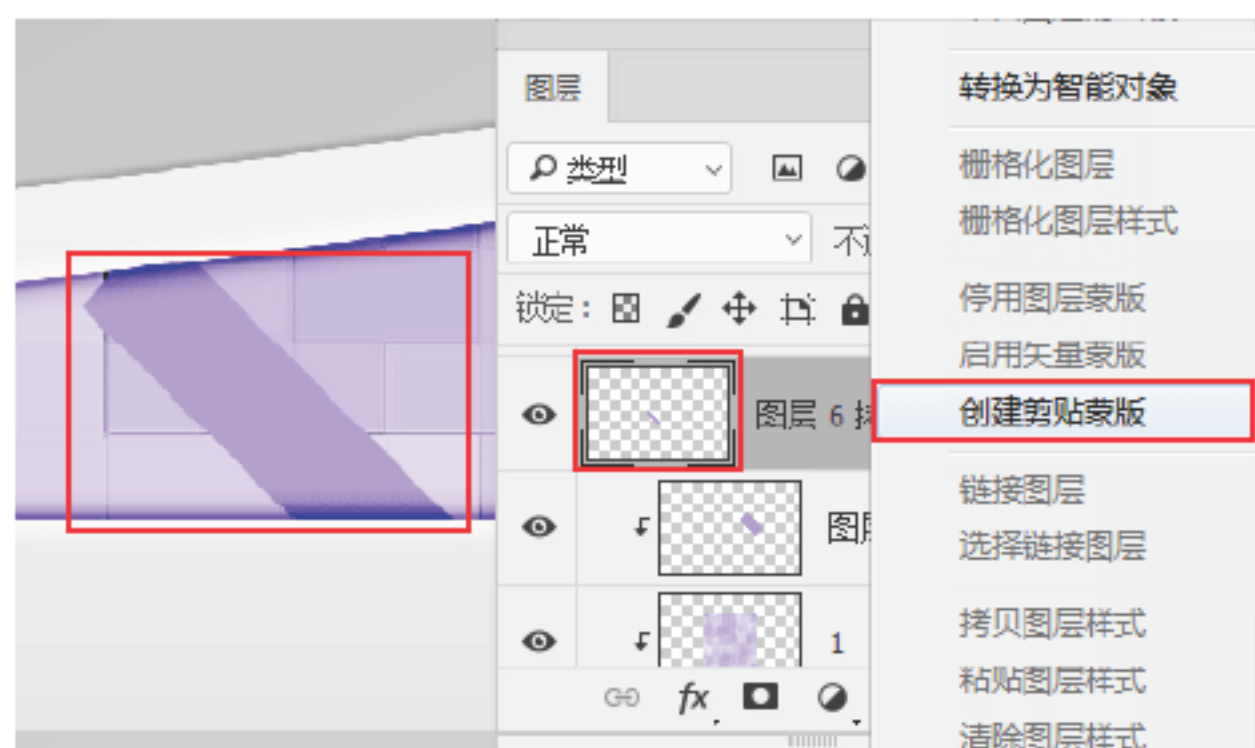 图层
类型
正常
不
锁定：
图层 6
图层
1
fx
转换为智能对象
栅格化图层
栅格化图层样式
停用图层蒙版
启用矢量蒙版
创建剪贴蒙版
链接图层
选择链接图层
拷贝图层样式
粘贴图层样式
清除图层样式